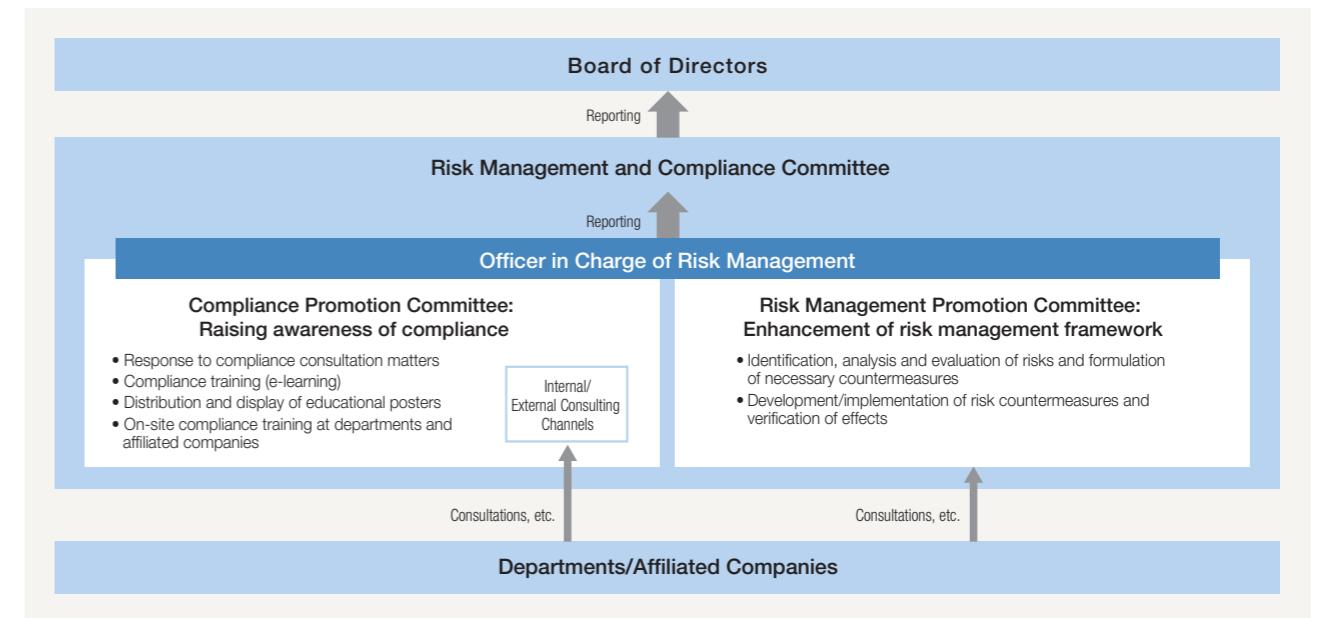 Board of Directors
Reporting
Risk Management and Compliance Committee
Reporting
Officer in Charge of Risk Management
Compliance Promotion Committee:
Raising awareness of compliance
• Response to compliance consultation matters
• Compliance training (e-learning)
• Distribution and display of educational posters
• On-site compliance training at departments and
affiliated companies
Internal/
External Consulting
Channels
Risk Management Promotion Committee:
Enhancement of risk management framework
• Identification, analysis and evaluation of risks and formulation
of necessary countermeasures
• Development/implementation of risk countermeasures and
verification of effects
Consultations, etc.
Consultations, etc.
Departments/Affiliated Companies